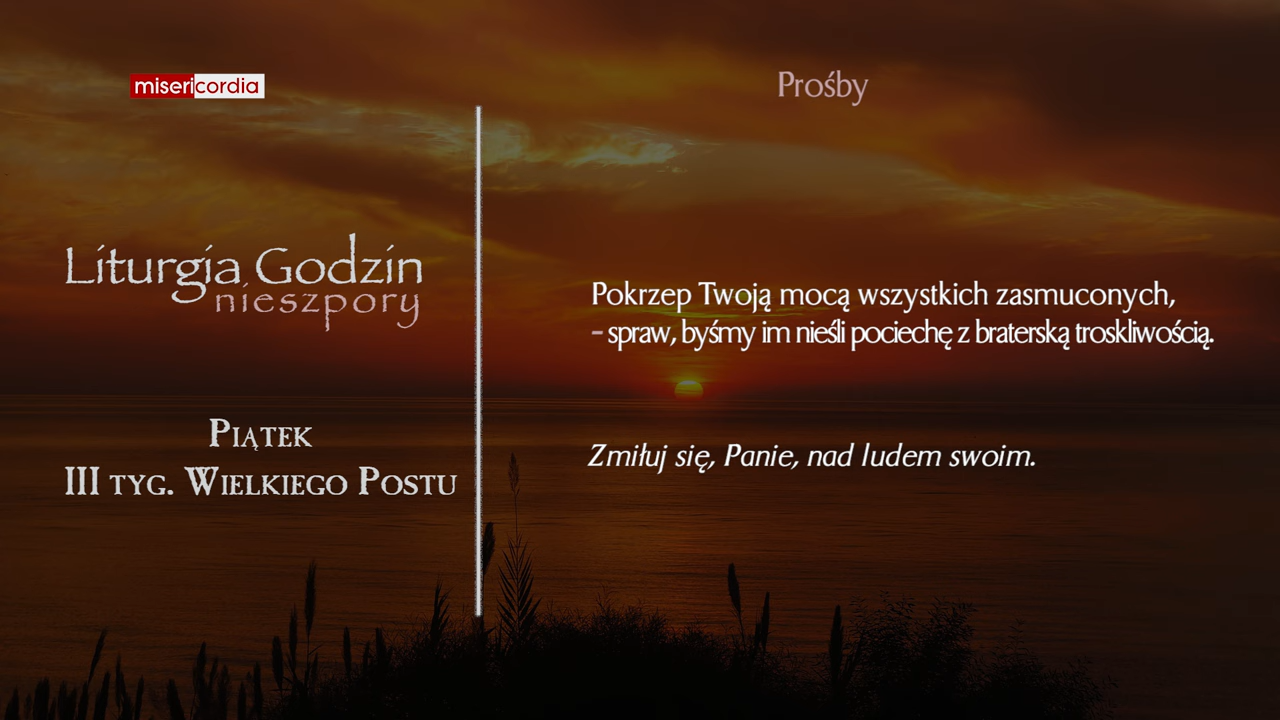 misericordia
Liturgia Godzin
nieszpory
Piątek
III tyg. Wielkiego Postu
Prośby
Pokrzep Twoją mocą wszystkich zasmuconych,
- spraw, byśmy im nieśli pociechę z braterską troskliwością.
Zmiłuj się, Panie, nad ludem swoim.